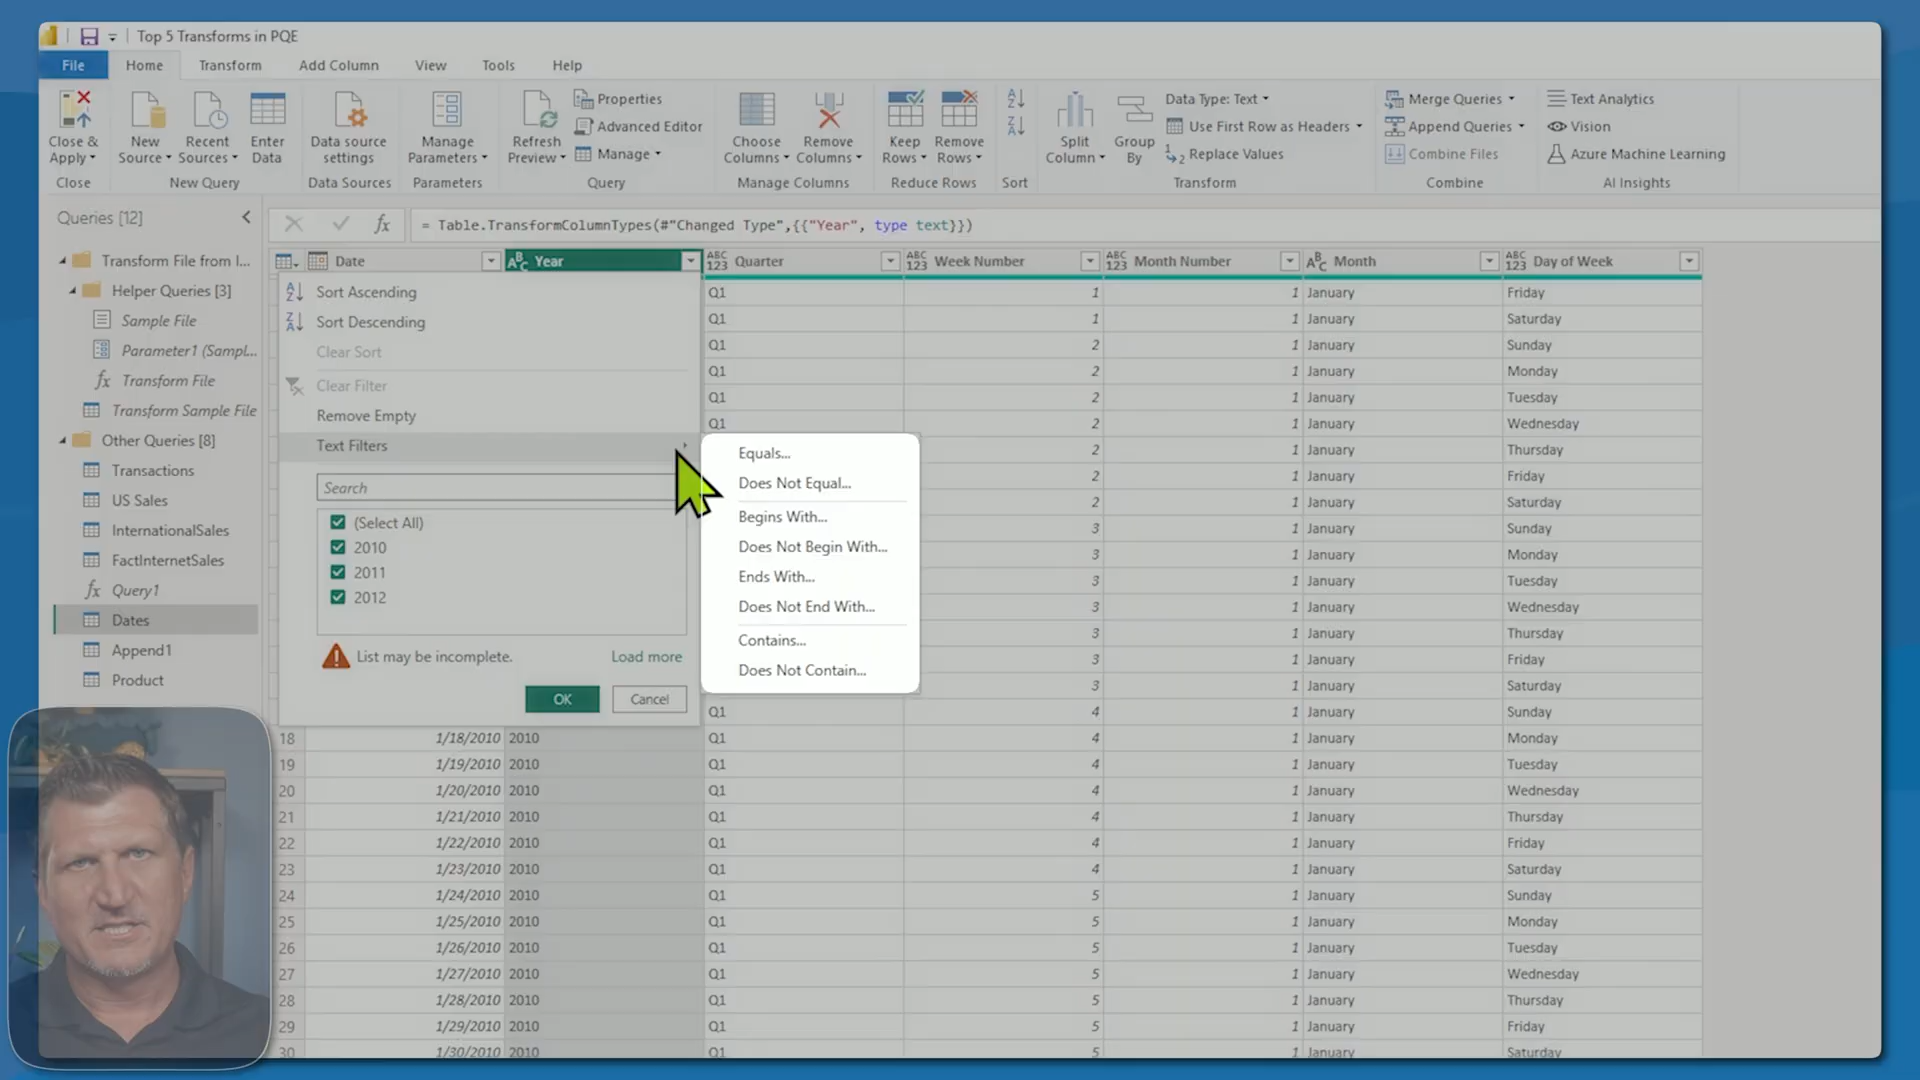 Top 5 Transforms in PQE
File Home Transform Add Column View Tools Help
Close & Apply
New Source
Recent Sources
Enter Data
Data source settings
Manage Parameters
Refresh Preview
Properties
Advanced Editor
Manage
Choose Columns
Remove Columns
Keep Rows
Remove Rows
Split Column
Group By
Data Type: Text
Use First Row as Headers
Replace Values
Merge Queries
Append Queries
Combine Files
Text Analytics
Vision
Azure Machine Learning
Close New Query Data Sources Parameters Query Manage Columns Reduce Rows Sort Transform Combine AI Insights
Queries [12]
= Table.TransformColumnTypes(#"Changed Type",{{"Year", type text}})
Transform File from I...
Helper Queries [3]
Sample File
Parameter1 (Sampl...
Transform File
Transform Sample File
Other Queries [8]
Transactions
US Sales
InternationalSales
FactInternetSales
Query1
Dates
Append1
Product
Date Year Quarter Week Number Month Number Month Day of Week
Sort Ascending
Sort Descending
Clear Sort
Clear Filter
Remove Empty
Text Filters
Search
(Select All)
2010
2011
2012
List may be incomplete. Load more
OK Cancel
Equals...
Does Not Equal...
Begins With...
Does Not Begin With...
Ends With...
Does Not End With...
Contains...
Does Not Contain...
Q1 1 1 January Friday
Q1 1 1 January Saturday
Q1 2 1 January Sunday
Q1 2 1 January Monday
Q1 2 1 January Tuesday
Q1 2 1 January Wednesday
2 1 January Thursday
2 1 January Friday
2 1 January Saturday
3 1 January Sunday
3 1 January Monday
3 1 January Tuesday
3 1 January Wednesday
3 1 January Thursday
3 1 January Friday
3 1 January Saturday
Q1 4 1 January Sunday
18 1/18/2010 2010 Q1 4 1 January Monday
19 1/19/2010 2010 Q1 4 1 January Tuesday
20 1/20/2010 2010 Q1 4 1 January Wednesday
21 1/21/2010 2010 Q1 4 1 January Thursday
22 1/22/2010 2010 Q1 4 1 January Friday
23 1/23/2010 2010 Q1 4 1 January Saturday
24 1/24/2010 2010 Q1 5 1 January Sunday
25 1/25/2010 2010 Q1 5 1 January Monday
26 1/26/2010 2010 Q1 5 1 January Tuesday
27 1/27/2010 2010 Q1 5 1 January Wednesday
28 1/28/2010 2010 Q1 5 1 January Thursday
29 1/29/2010 2010 Q1 5 1 January Friday
30 1/30/2010 2010 Q1 5 1 January Saturday